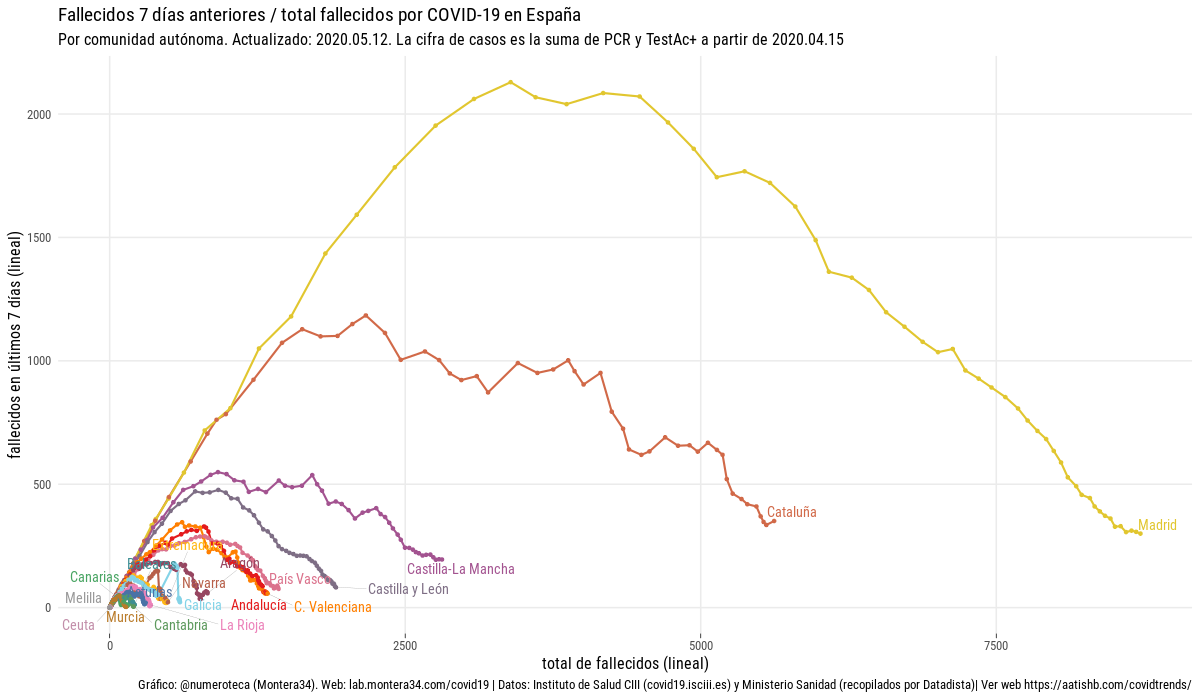 Fallecidos 7 días anteriores / total fallecidos por COVID-19 en España
Por comunidad autónoma. Actualizado: 2020.05.12. La cifra de casos es la suma de PCR y TestAc+ a partir de 2020.04.15
fallecidos en últimos 7 días (lineal)
2000
1500
1000
500
0
Madrid
Cataluña
Castilla-La Mancha
Castilla y León
Extremadura
Aragón
Baleares
País Vasco
Canarias
Navarra
Asturias
Melilla
Galicia
Andalucía
C. Valenciana
Murcia
Ceuta
Cantabria
La Rioja
0
2500
5000
7500
total de fallecidos (lineal)
Gráfico: @numeroteca (Montera34). Web: lab.montera34.com/covid19 | Datos: Instituto de Salud CIII (covid19.isciii.es) y Ministerio Sanidad (recopilados por Datadista)| Ver web https://aatishb.com/covidtrends/